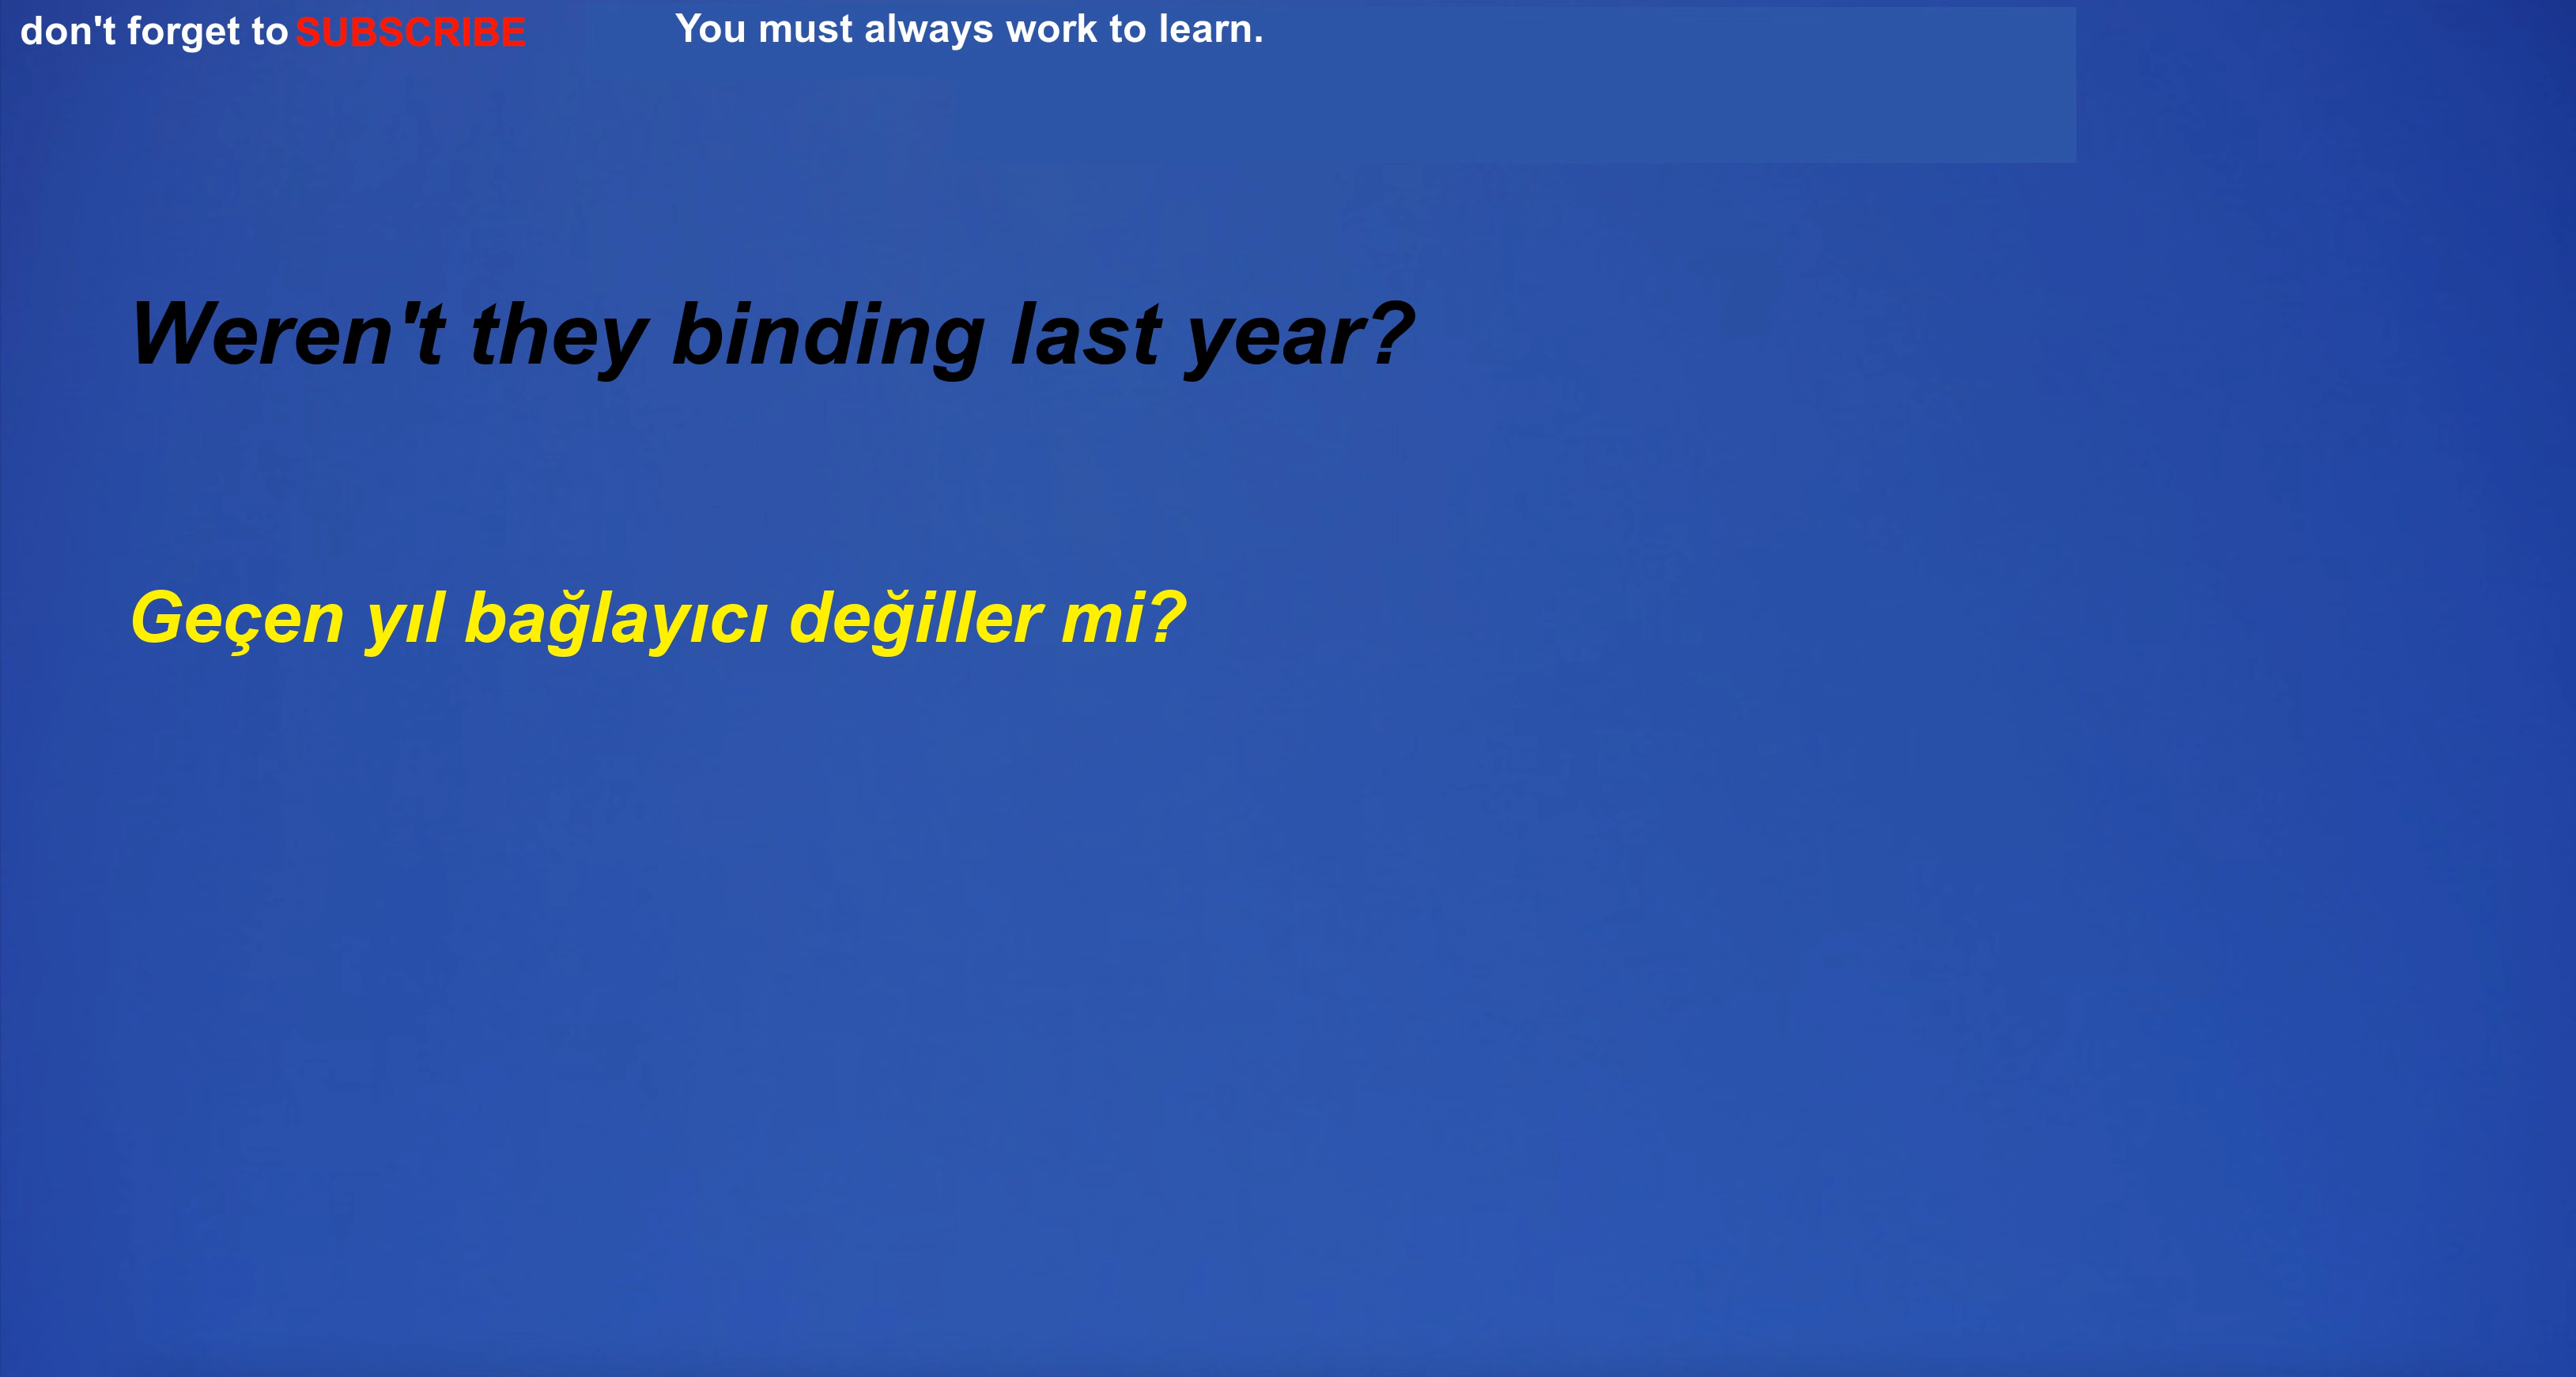 don't forget to SUBSCRIBE
You must always work to learn.
Weren't they binding last year?
Geçen yıl bağlayıcı değiller mi?